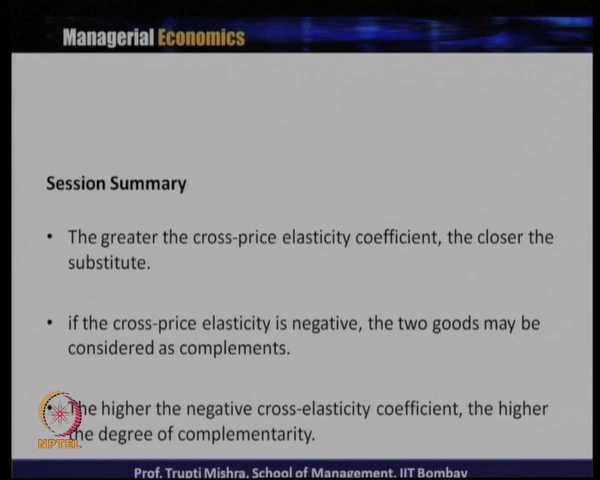 Managerial Economics
Session Summary
• The greater the cross-price elasticity coefficient, the closer the
substitute.
• if the cross-price elasticity is negative, the two goods may be
considered as complements.
• The higher the negative cross-elasticity coefficient, the higher
the degree of complementarity.
NPTEL
Prof. Trupti Mishra, School of Management, IIT Bombay